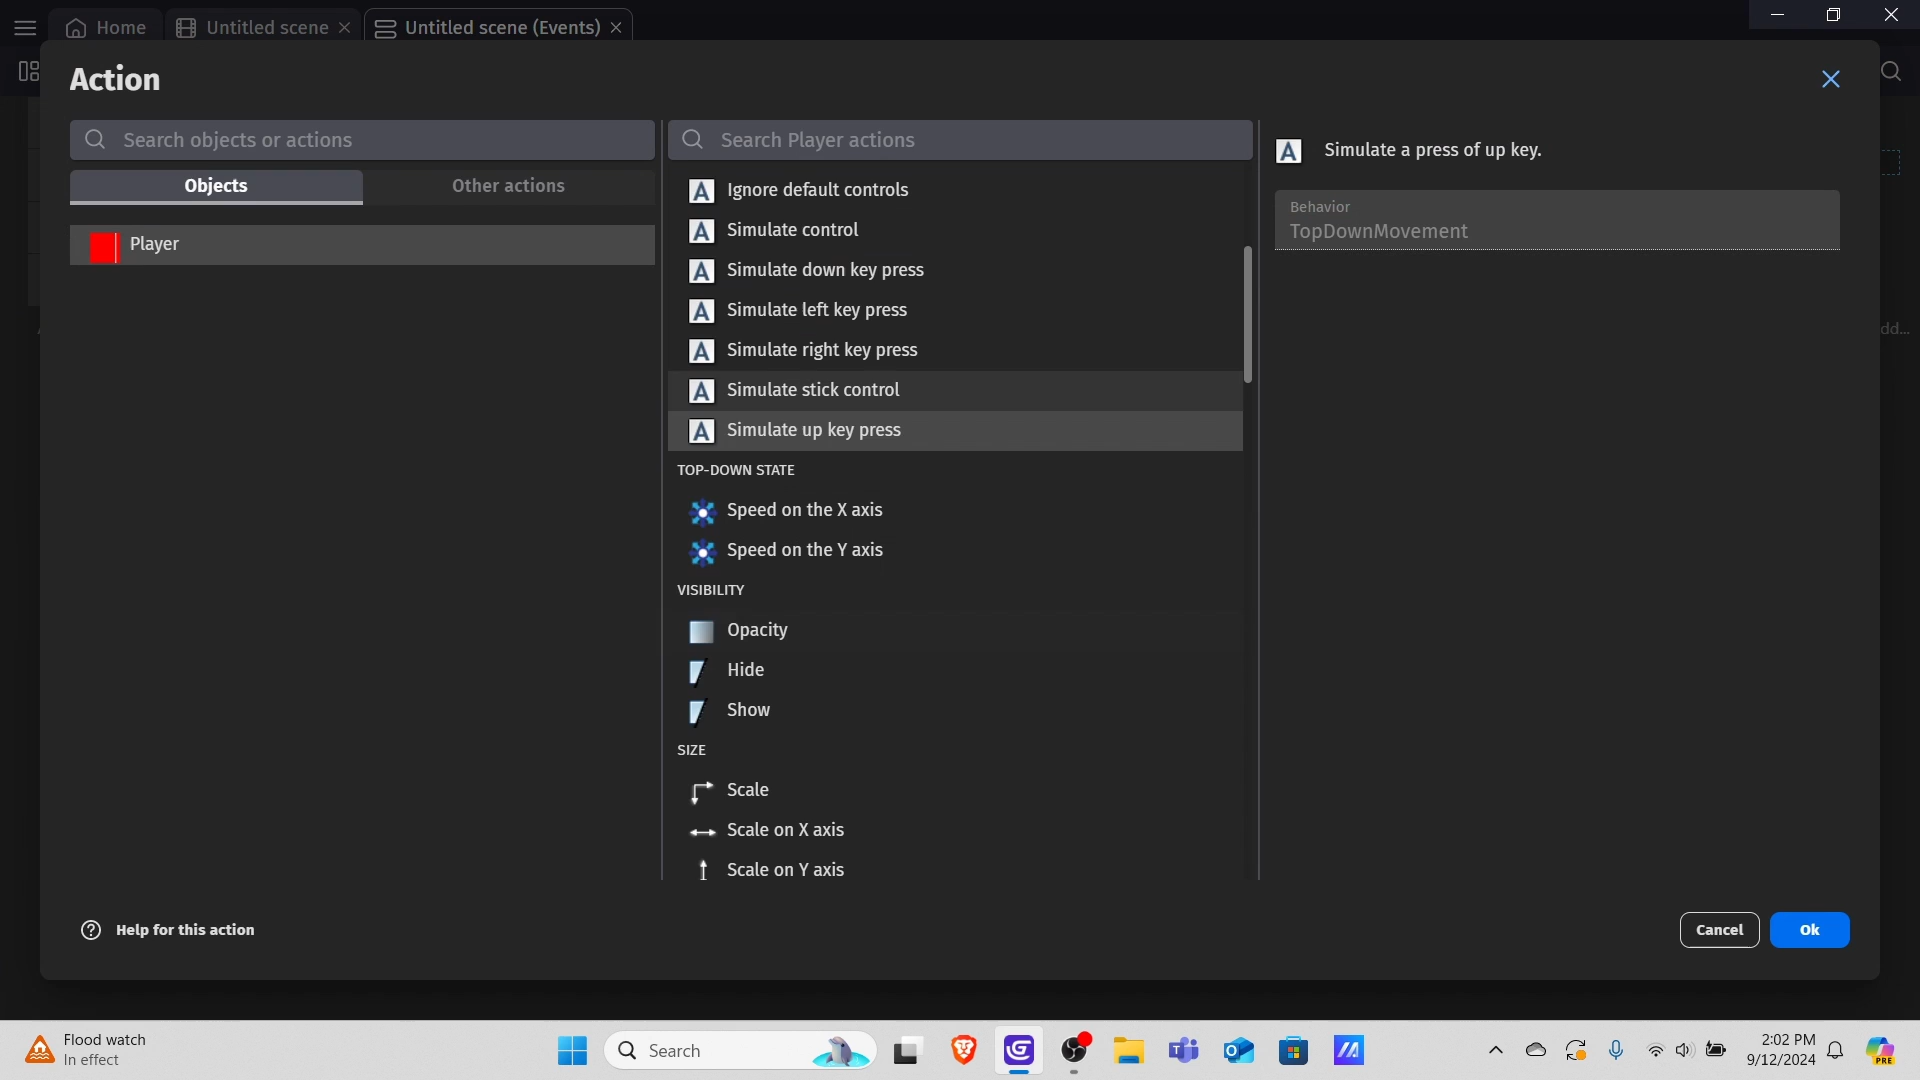 Home
Untitled scene
Untitled scene (Events)
Action
Search objects or actions
Objects
Other actions
Player
Search Player actions
Ignore default controls
Simulate control
Simulate down key press
Simulate left key press
Simulate right key press
Simulate stick control
Simulate up key press
TOP-DOWN STATE
Speed on the X axis
Speed on the Y axis
VISIBILITY
Opacity
Hide
Show
SIZE
Scale
Scale on X axis
Scale on Y axis
Simulate a press of up key.
Behavior
TopDownMovement
dd...
Help for this action
Cancel
Ok
Flood watch
In effect
Search
2:02 PM
9/12/2024
PRE